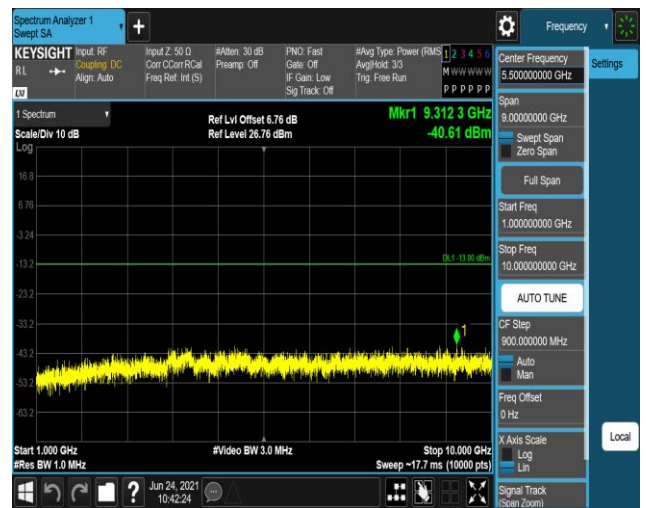 Spectrum Analyzer 1
Swept SA
Frequency
KEYSIGHT
R L
LXI
Input: RF
Coupling: DC
Align: Auto
Input Z: 50 Ω
Corr CCorr RCal
Freq Ref: Int (S)
#Atten: 30 dB
Preamp: Off
PNO: Fast
Gate: Off
IF Gain: Low
Sig Track: Off
#Avg Type: Power (RMS
Avg|Hold: 3/3
Trig: Free Run
1 2 3 4 5 6
M W W W W W
P P P P P P
1 Spectrum
Scale/Div 10 dB
Ref Lvl Offset 6.76 dB
Ref Level 26.76 dBm
Mkr1 9.312 3 GHz
-40.61 dBm
Log
16.8
6.76
-3.24
-13.2
-23.2
-33.2
-43.2
-53.2
-63.2
DL1 -13.00 dBm
1
Start 1.000 GHz
#Res BW 1.0 MHz
#Video BW 3.0 MHz
Stop 10.000 GHz
Sweep ~17.7 ms (10000 pts)
Jun 24, 2021
10:42:24
Center Frequency
5.500000000 GHz
Settings
Span
9.00000000 GHz
Swept Span
Zero Span
Full Span
Start Freq
1.000000000 GHz
Stop Freq
10.000000000 GHz
AUTO TUNE
CF Step
900.000000 MHz
Auto
Man
Freq Offset
0 Hz
X Axis Scale
Log
Lin
Local
Signal Track
(Span Zoom)